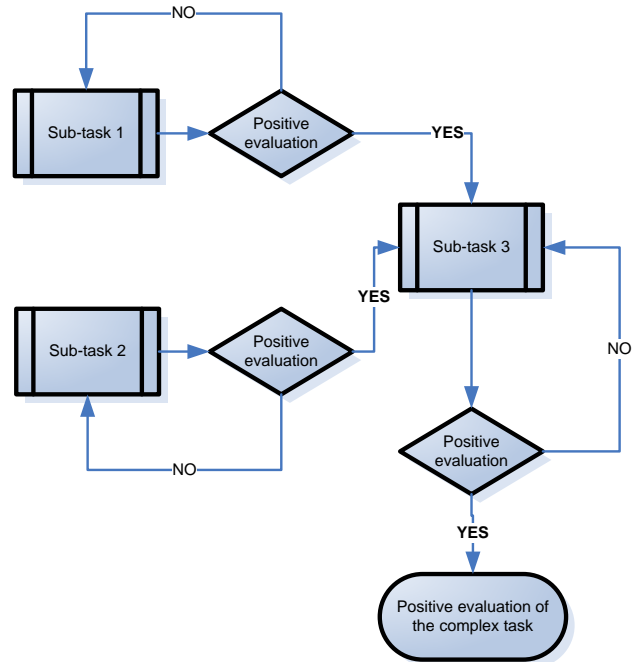 NO
Sub-task 1
Positive
evaluation
YES
Sub-task 3
YES
Sub-task 2
Positive
evaluation
NO
NO
Positive
evaluation
YES
Positive evaluation of
the complex task